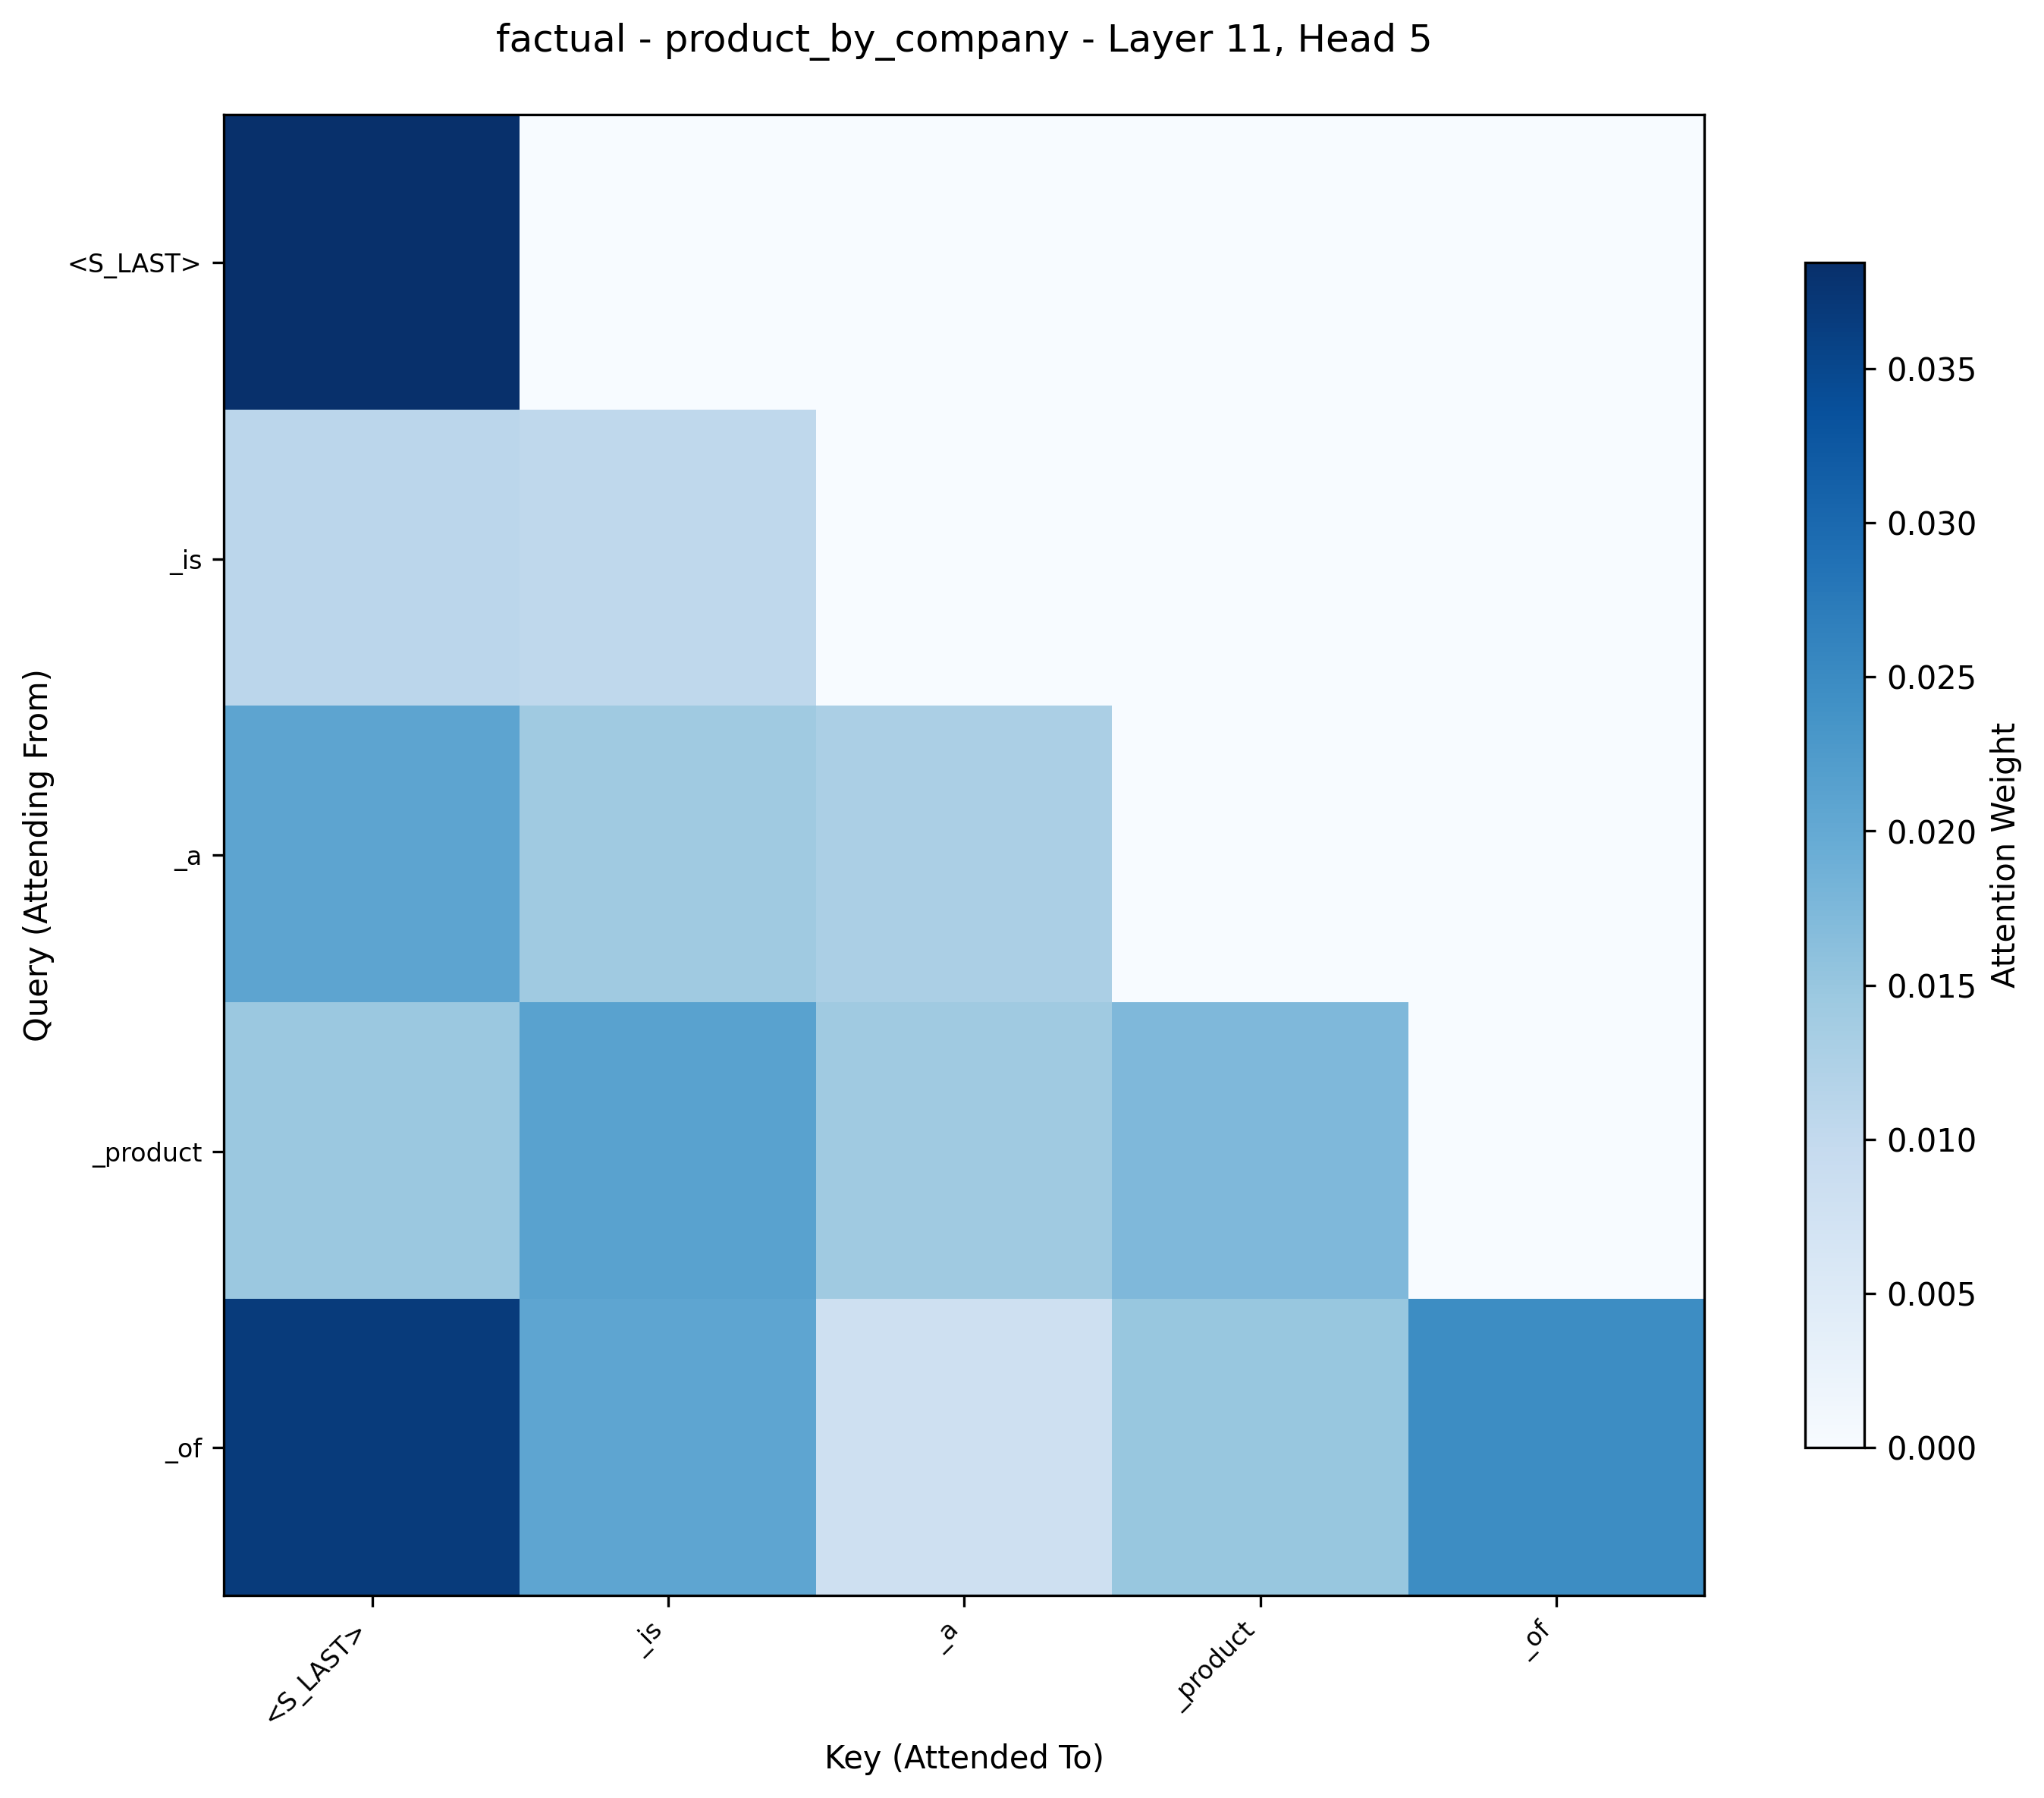 factual - product_by_company - Layer 11, Head 5
Query (Attending From)
<S_LAST>
_is
_a
_product
_of
<S_LAST>
_is
_a
_product
_of
Key (Attended To)
0.035
0.030
0.025
0.020
0.015
0.010
0.005
0.000
Attention Weight